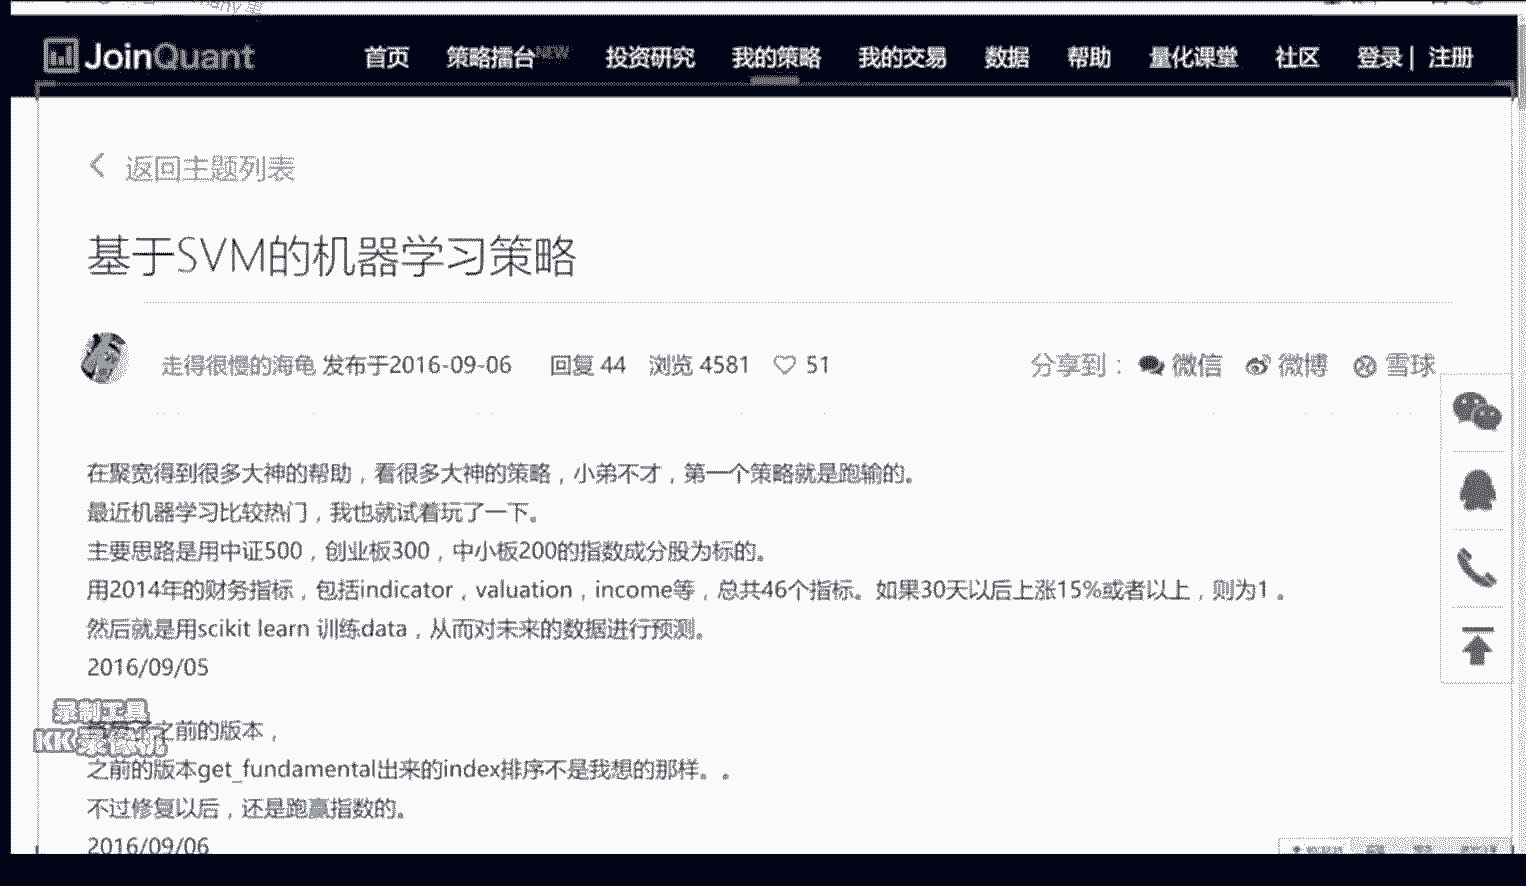 JoinQuant 首页 策略擂台NEW 投资研究 我的策略 我的交易 数据 帮助 量化课堂 社区 登录 | 注册
返回主题列表
基于SVM的机器学习策略
走得很慢的海龟 发布于2016-09-06 回复 44 浏览 4581 51 分享到： 微信 微博 雪球
在聚宽得到很多大神的帮助，看很多大神的策略，小弟不才，第一个策略就是跑输的。
最近机器学习比较热门，我也就试着玩了一下。
主要思路是用中证500，创业板300，中小板200的指数成分股为标的。
用2014年的财务指标，包括indicator，valuation，income等，总共46个指标。如果30天以后上涨15%或者以上，则为1 。
然后就是用scikit learn 训练data，从而对未来的数据进行预测。
2016/09/05
录制工具
KK录像机
之前的版本，
之前的版本get_fundamental出来的index排序不是我想的那样。。
不过修复以后，还是跑赢指数的。
2016/09/06